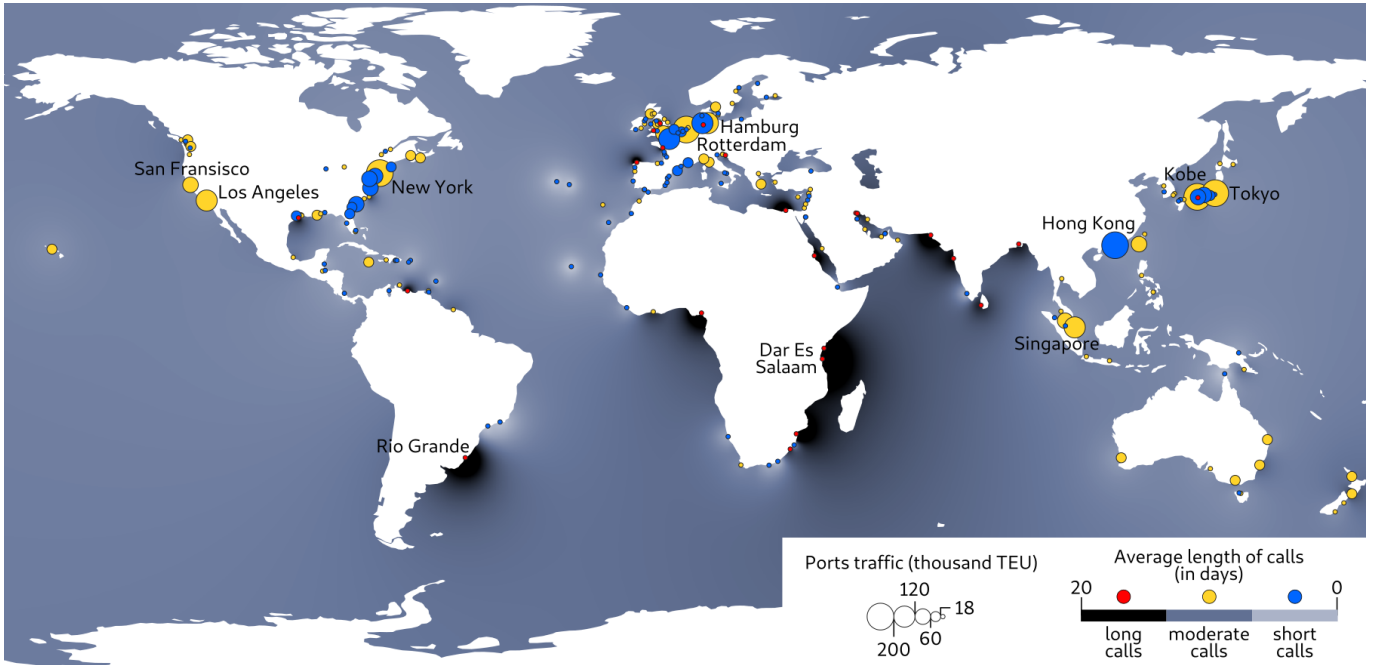 San Fransisco
Los Angeles
New York
Hamburg
Rotterdam
Kobe
Tokyo
Hong Kong
Singapore
Dar Es
Salaam
Rio Grande
Ports traffic (thousand TEU)
120
18
200
60
Average length of calls
(in days)
20
0
long
calls
moderate
calls
short
calls